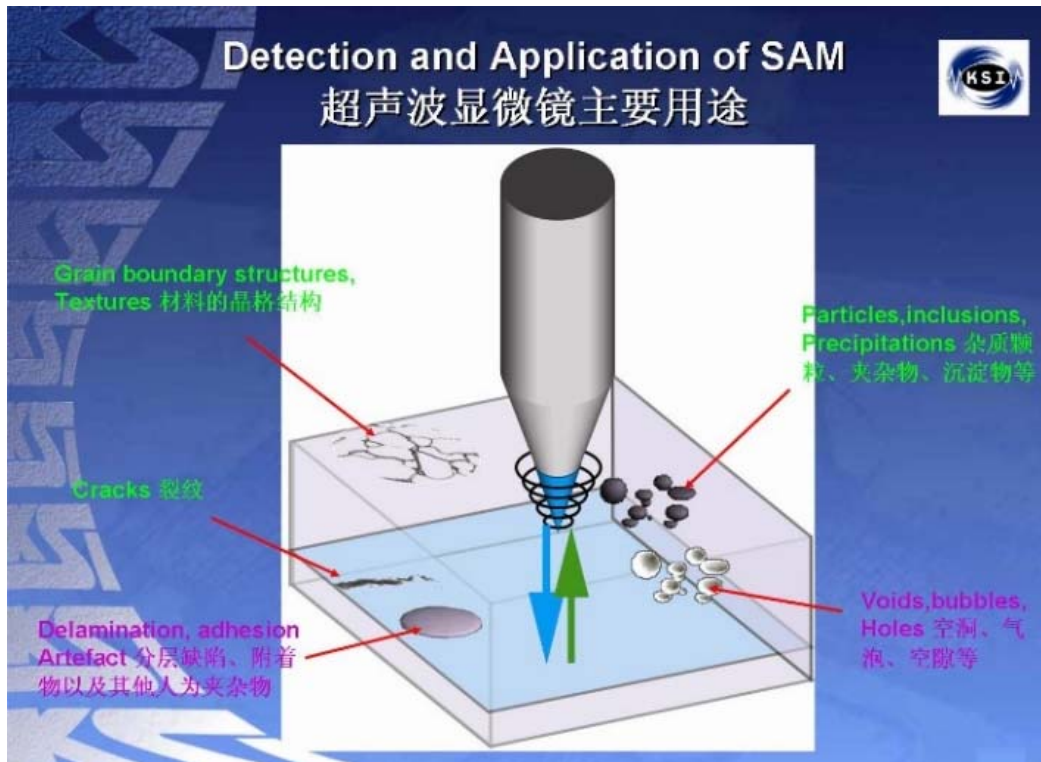 Detection and Application of SAM
超声波显微镜主要用途
KSI
Grain boundary structures,
Textures 材料的晶格结构
Particles,inclusions,
Precipitations 杂质颗
粒、夹杂物、沉淀物等
Cracks 裂纹
Delamination, adhesion
Artefact 分层缺陷、附着
物以及其他人为夹杂物
Voids,bubbles,
Holes 空洞、气
泡、空隙等